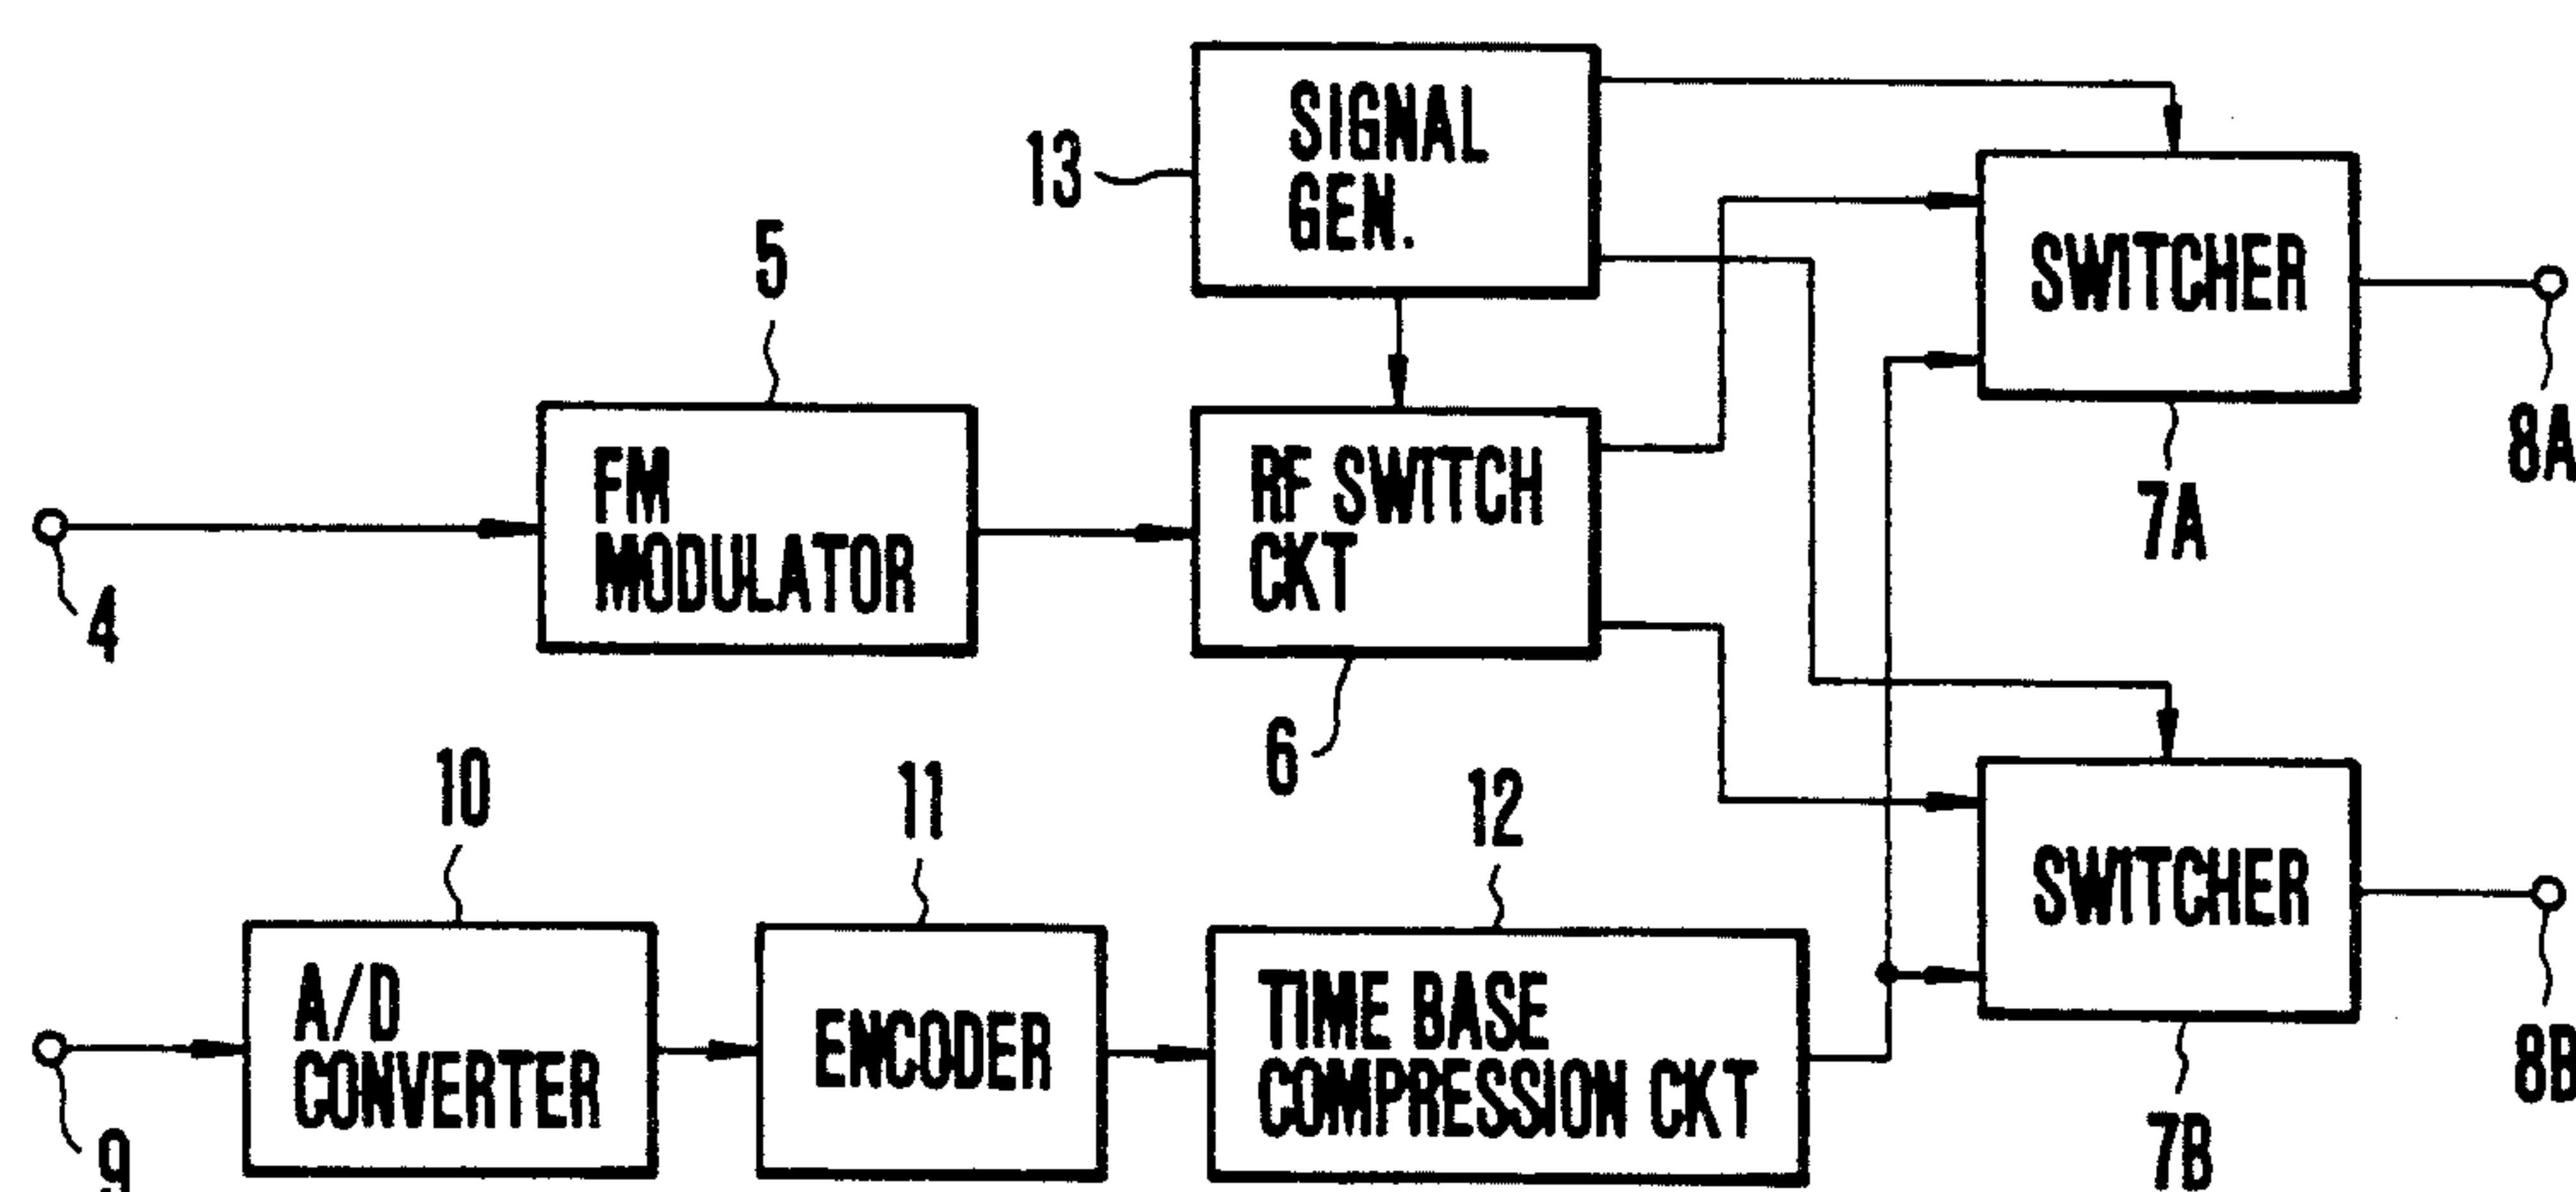 13
SIGNAL
GEN.
SWITCHER
8A
7A
5
FM
MODULATOR
4
RF SWITCH
CKT
6
SWITCHER
8B
7B
10
11
12
A/D
CONVERTER
9
ENCODER
TIME BASE
COMPRESSION CKT